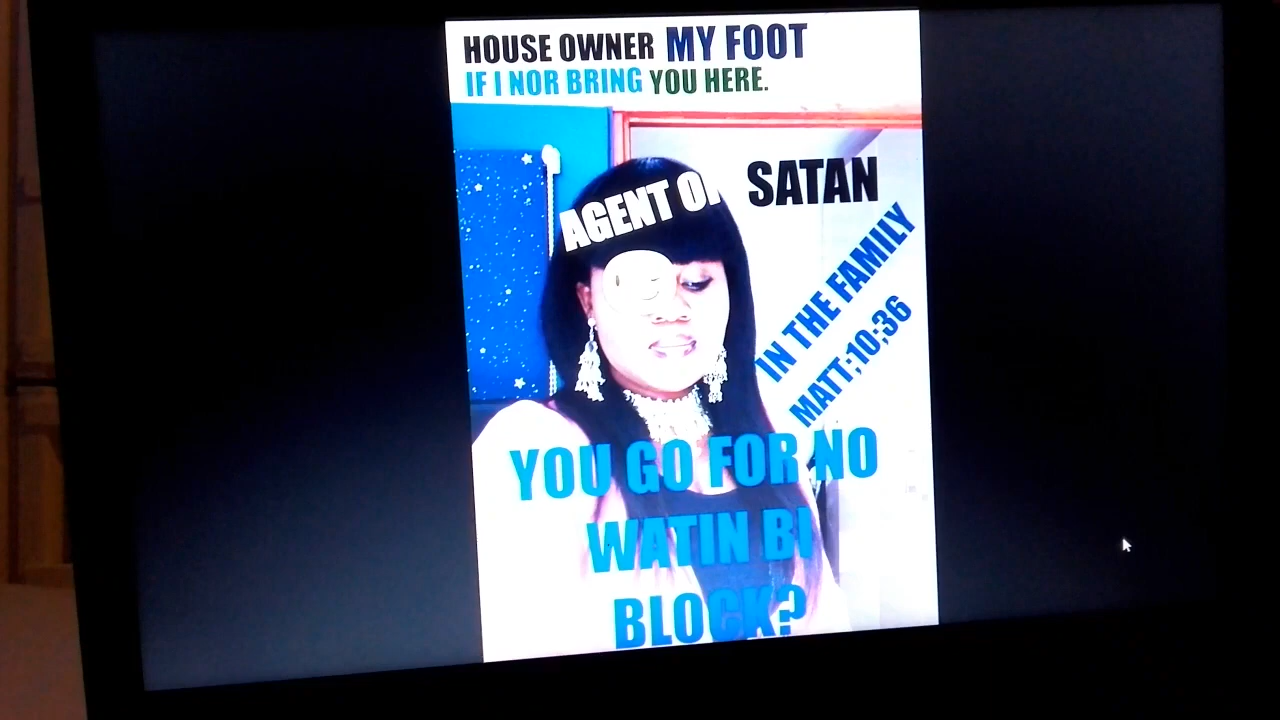 HOUSE OWNER MY FOOT
IF I NOR BRING YOU HERE.
AGENT OF SATAN
IN THE FAMILY
MATT;10;36
YOU GO FOR NO
WATIN BI
BLOCK?